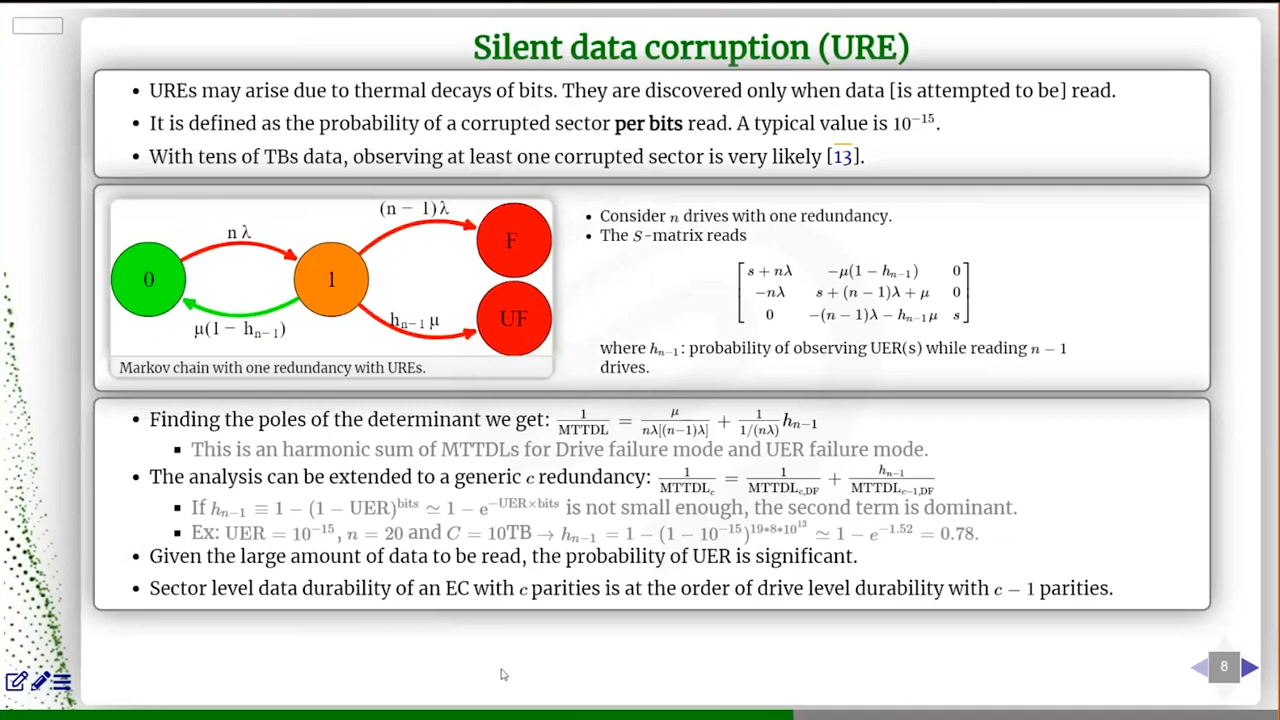 Silent data corruption (URE)
• UREs may arise due to thermal decays of bits. They are discovered only when data [is attempted to be] read.
• It is defined as the probability of a corrupted sector per bits read. A typical value is 10⁻¹⁵.
• With tens of TBs data, observing at least one corrupted sector is very likely [13].
(n − 1)λ
n λ
F
0
1
h_{n−1} μ
UF
μ(1 − h_{n−1})
Markov chain with one redundancy with UREs.
• Consider n drives with one redundancy.
• The S-matrix reads
[ s + nλ   −μ(1 − h_{n−1})   0
−nλ   s + (n − 1)λ + μ   0
0   −(n − 1)λ − h_{n−1}μ   s ]
where h_{n−1}: probability of observing UER(s) while reading n − 1
drives.
• Finding the poles of the determinant we get: 1/MTTDL = μ/nλ[(n−1)λ] + 1/1/(nλ) h_{n−1}
▪ This is an harmonic sum of MTTDLs for Drive failure mode and UER failure mode.
• The analysis can be extended to a generic c redundancy: 1/MTTDL_c = 1/MTTDL_{c,DF} + h_{n−1}/MTTDL_{c−1,DF}
▪ If h_{n−1} ≡ 1 − (1 − UER)^{bits} ≃ 1 − e^{−UER×bits} is not small enough, the second term is dominant.
▪ Ex: UER = 10⁻¹⁵, n = 20 and C = 10TB → h_{n−1} = 1 − (1 − 10⁻¹⁵)^{19∗8∗10¹³} ≃ 1 − e^{−1.52} = 0.78.
• Given the large amount of data to be read, the probability of UER is significant.
• Sector level data durability of an EC with c parities is at the order of drive level durability with c − 1 parities.
8